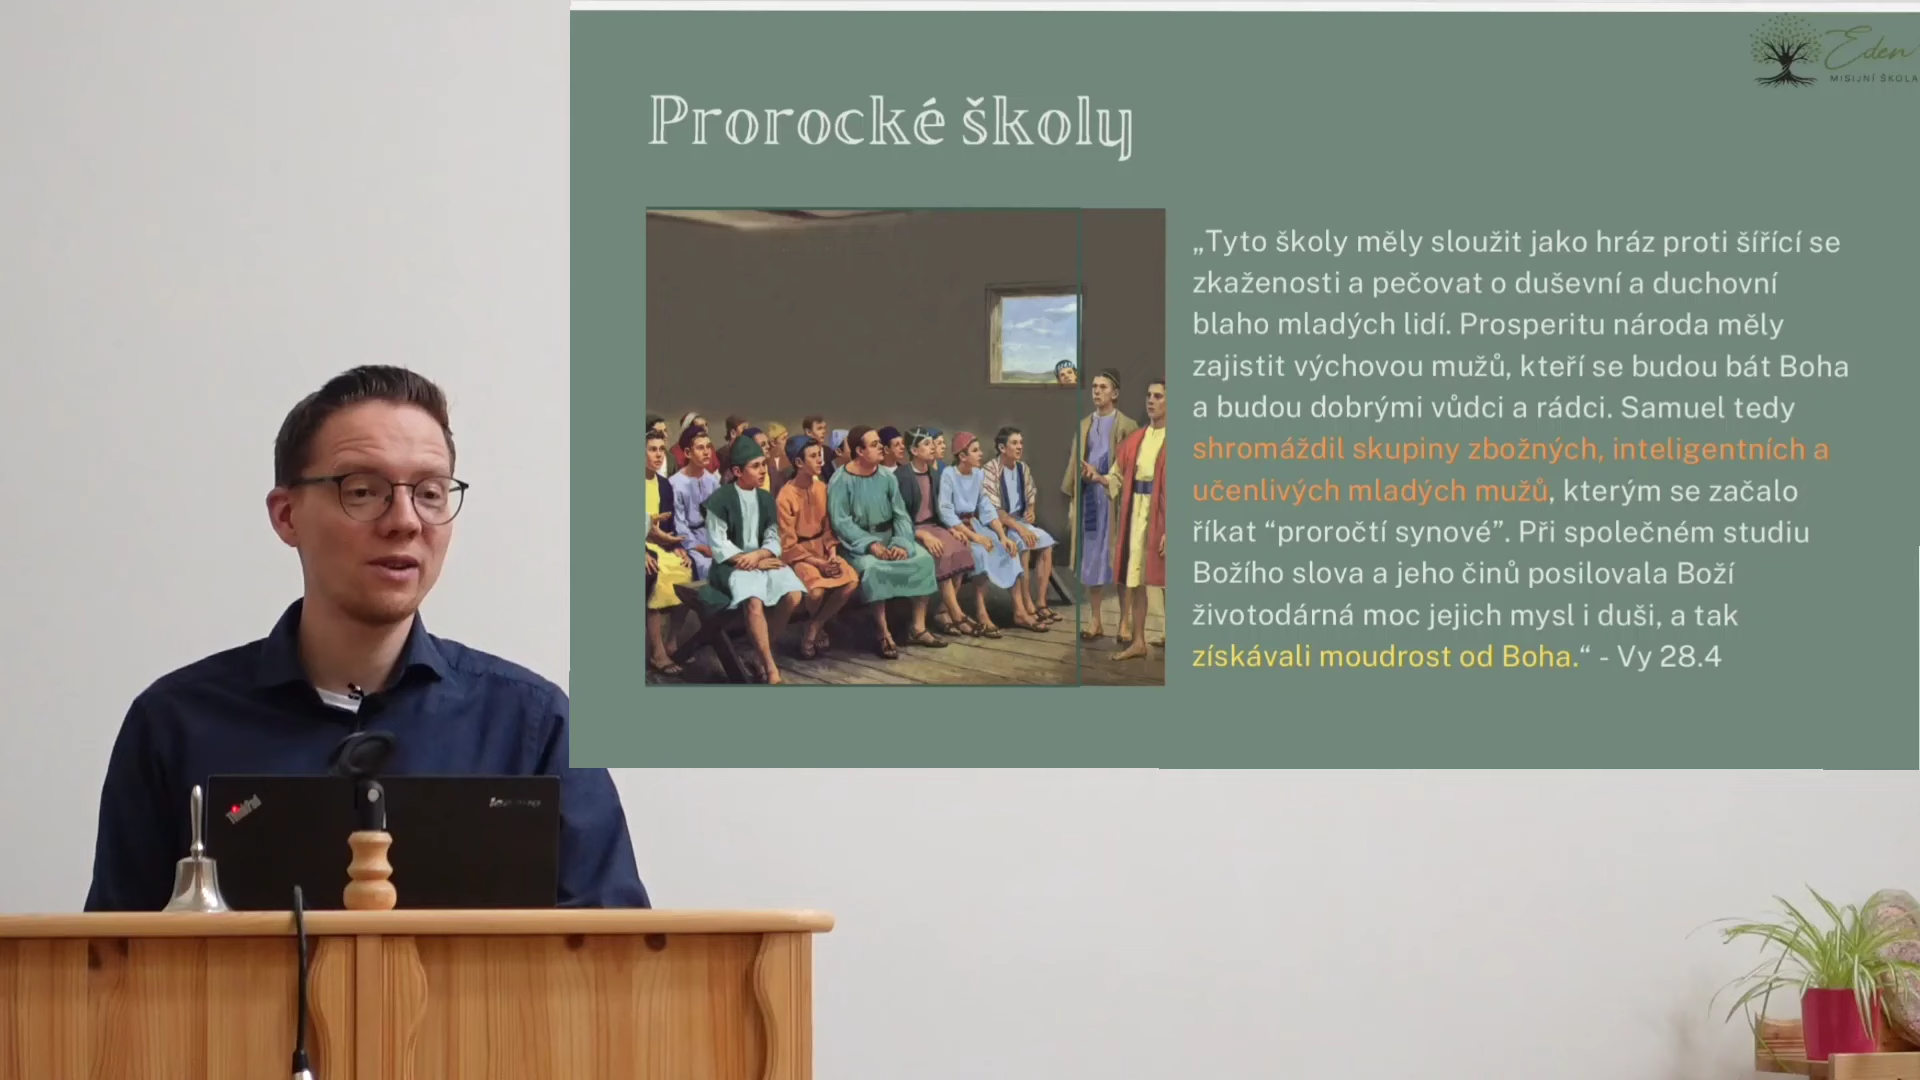 Eden
MISIJNÍ ŠKOLA
Prorocké školy
„Tyto školy měly sloužit jako hráz proti šířící se
zkaženosti a pečovat o duševní a duchovní
blaho mladých lidí. Prosperitu národa měly
zajistit výchovou mužů, kteří se budou bát Boha
a budou dobrými vůdci a rádci. Samuel tedy
shromáždil skupiny zbožných, inteligentních a
učenlivých mladých mužů, kterým se začalo
říkat “proročtí synové”. Při společném studiu
Božího slova a jeho činů posilovala Boží
životodárná moc jejich mysl i duši, a tak
získávali moudrost od Boha.“ - Vy 28.4
ThinkPad